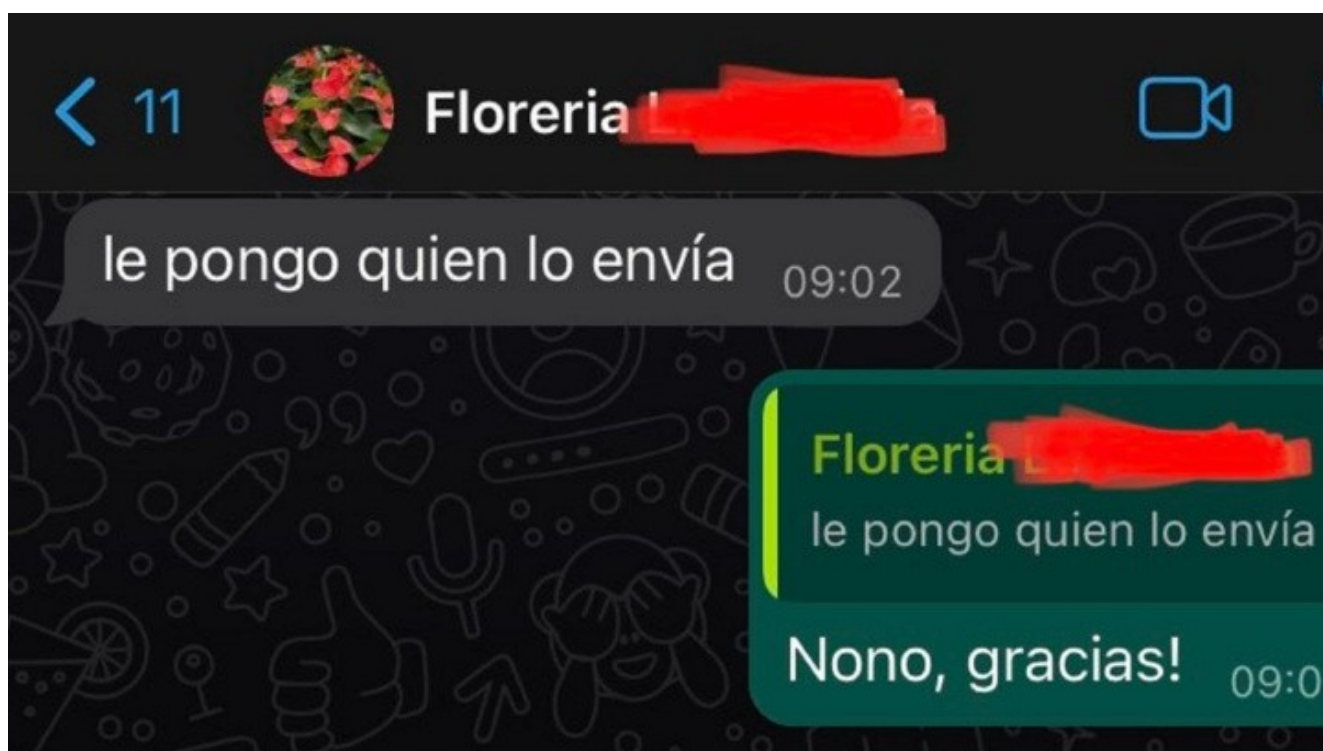 11 Floreria
le pongo quien lo envía 09:02
Floreria
le pongo quien lo envía
Nono, gracias!